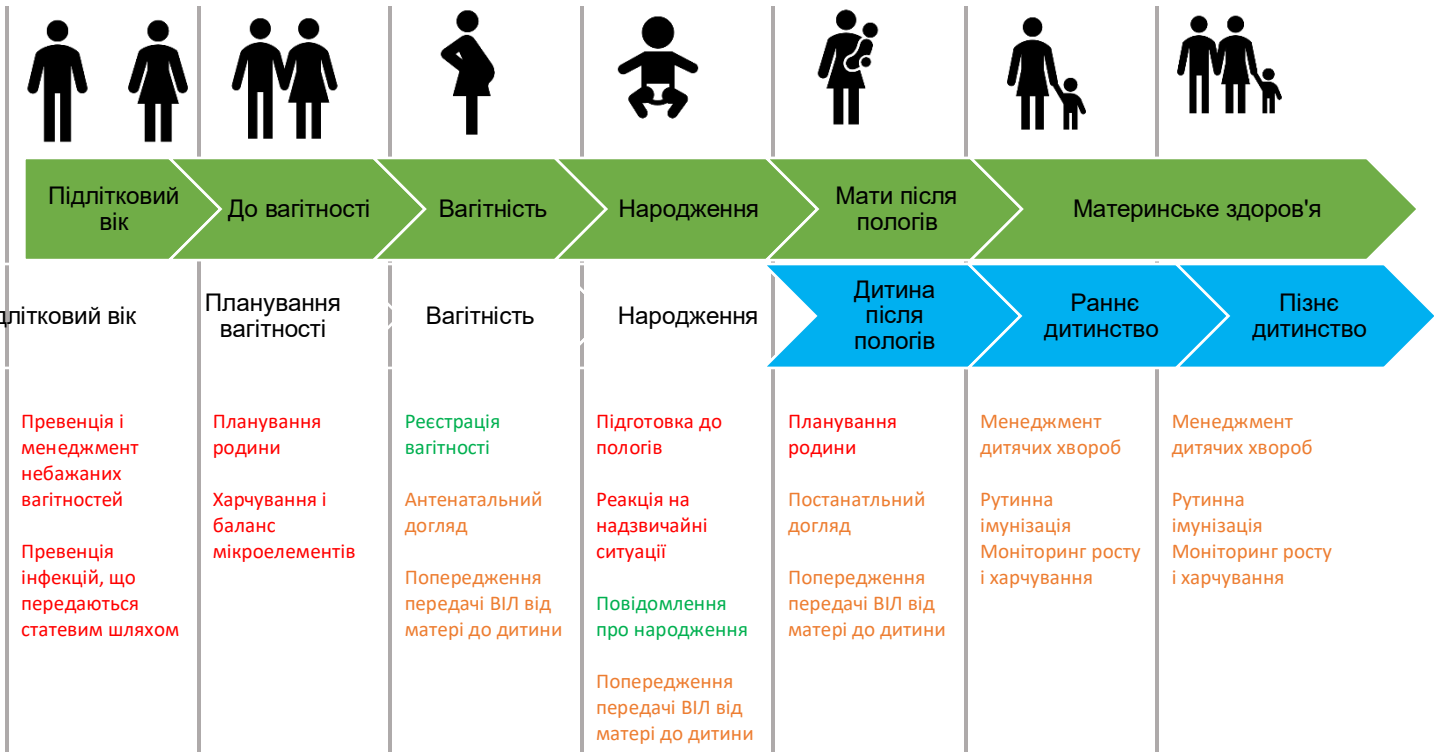 Підлітковий
вік
До вагітності
Вагітність
Народження
Мати після
пологів
Материнське здоров'я
длітковий вік
Планування
вагітності
Вагітність
Народження
Дитина
після
пологів
Раннє
дитинство
Пізнє
дитинство
Превенція і
менеджмент
небажаних
вагітностей
Превенція
інфекцій, що
передаються
статевим шляхом
Планування
родини
Харчування і
баланс
мікроелементів
Реєстрація
вагітності
Антенатальний
догляд
Попередження
передачі ВІЛ від
матері до дитини
Підготовка до
пологів
Реакція на
надзвичайні
ситуації
Повідомлення
про народження
Попередження
передачі ВІЛ від
матері до дитини
Планування
родини
Постанатльний
догляд
Попередження
передачі ВІЛ від
матері до дитини
Менеджмент
дитячих хвороб
Рутинна
імунізація
Моніторинг росту
і харчування
Менеджмент
дитячих хвороб
Рутинна
імунізація
Моніторинг росту
і харчування